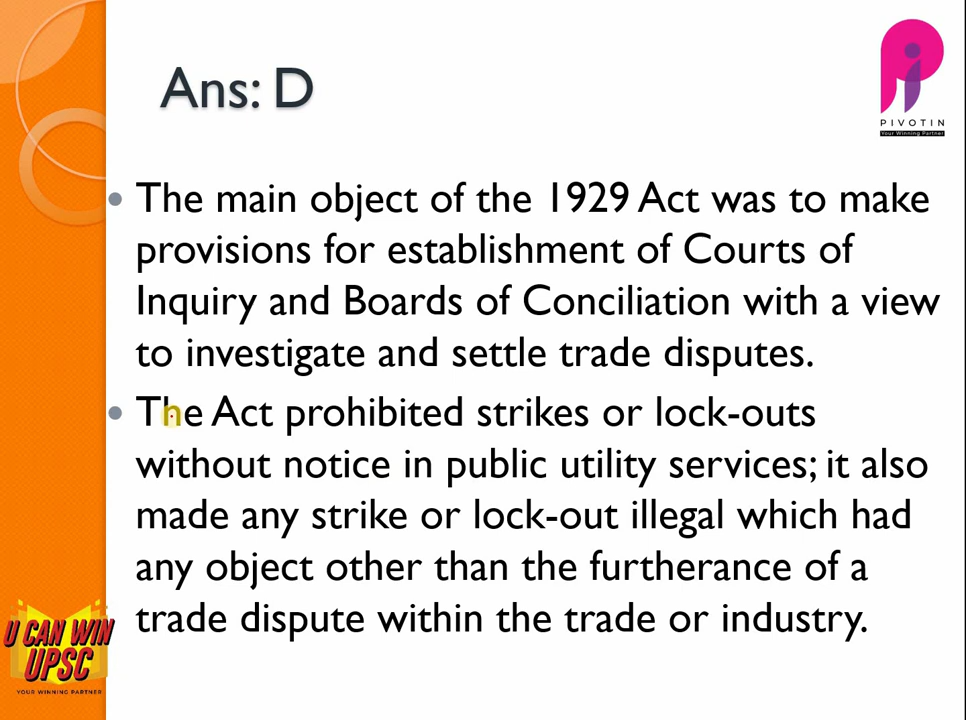 Ans: D
PIVOTIN
Your Winning Partner
• The main object of the 1929 Act was to make
provisions for establishment of Courts of
Inquiry and Boards of Conciliation with a view
to investigate and settle trade disputes.
• The Act prohibited strikes or lock-outs
without notice in public utility services; it also
made any strike or lock-out illegal which had
any object other than the furtherance of a
trade dispute within the trade or industry.
U CAN WIN
UPSC
YOUR WINNING PARTNER